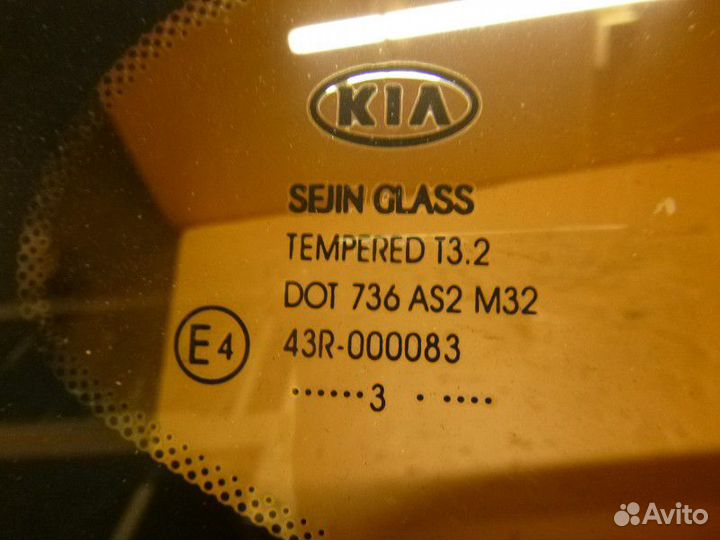 KIA
SEJIN GLASS
TEMPERED T3.2
DOT 736 AS2 M32
E4
43R-000083
······3 · ····
Avito